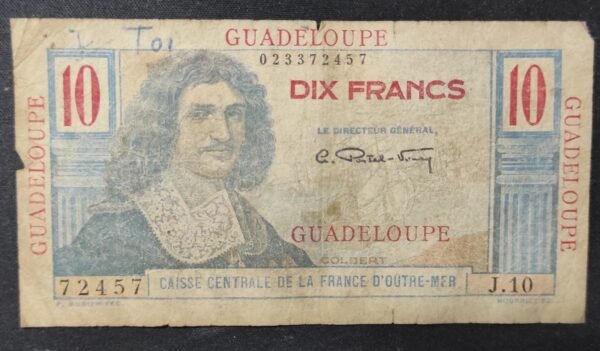 Toi
GUADELOUPE
023372457
10
DIX FRANCS
10
LE DIRECTEUR GÉNÉRAL,
GUADELOUPE
GUADELOUPE
GUADELOUPE
COLBERT
72457
CAISSE CENTRALE DE LA FRANCE D'OUTRE-MER
J.10